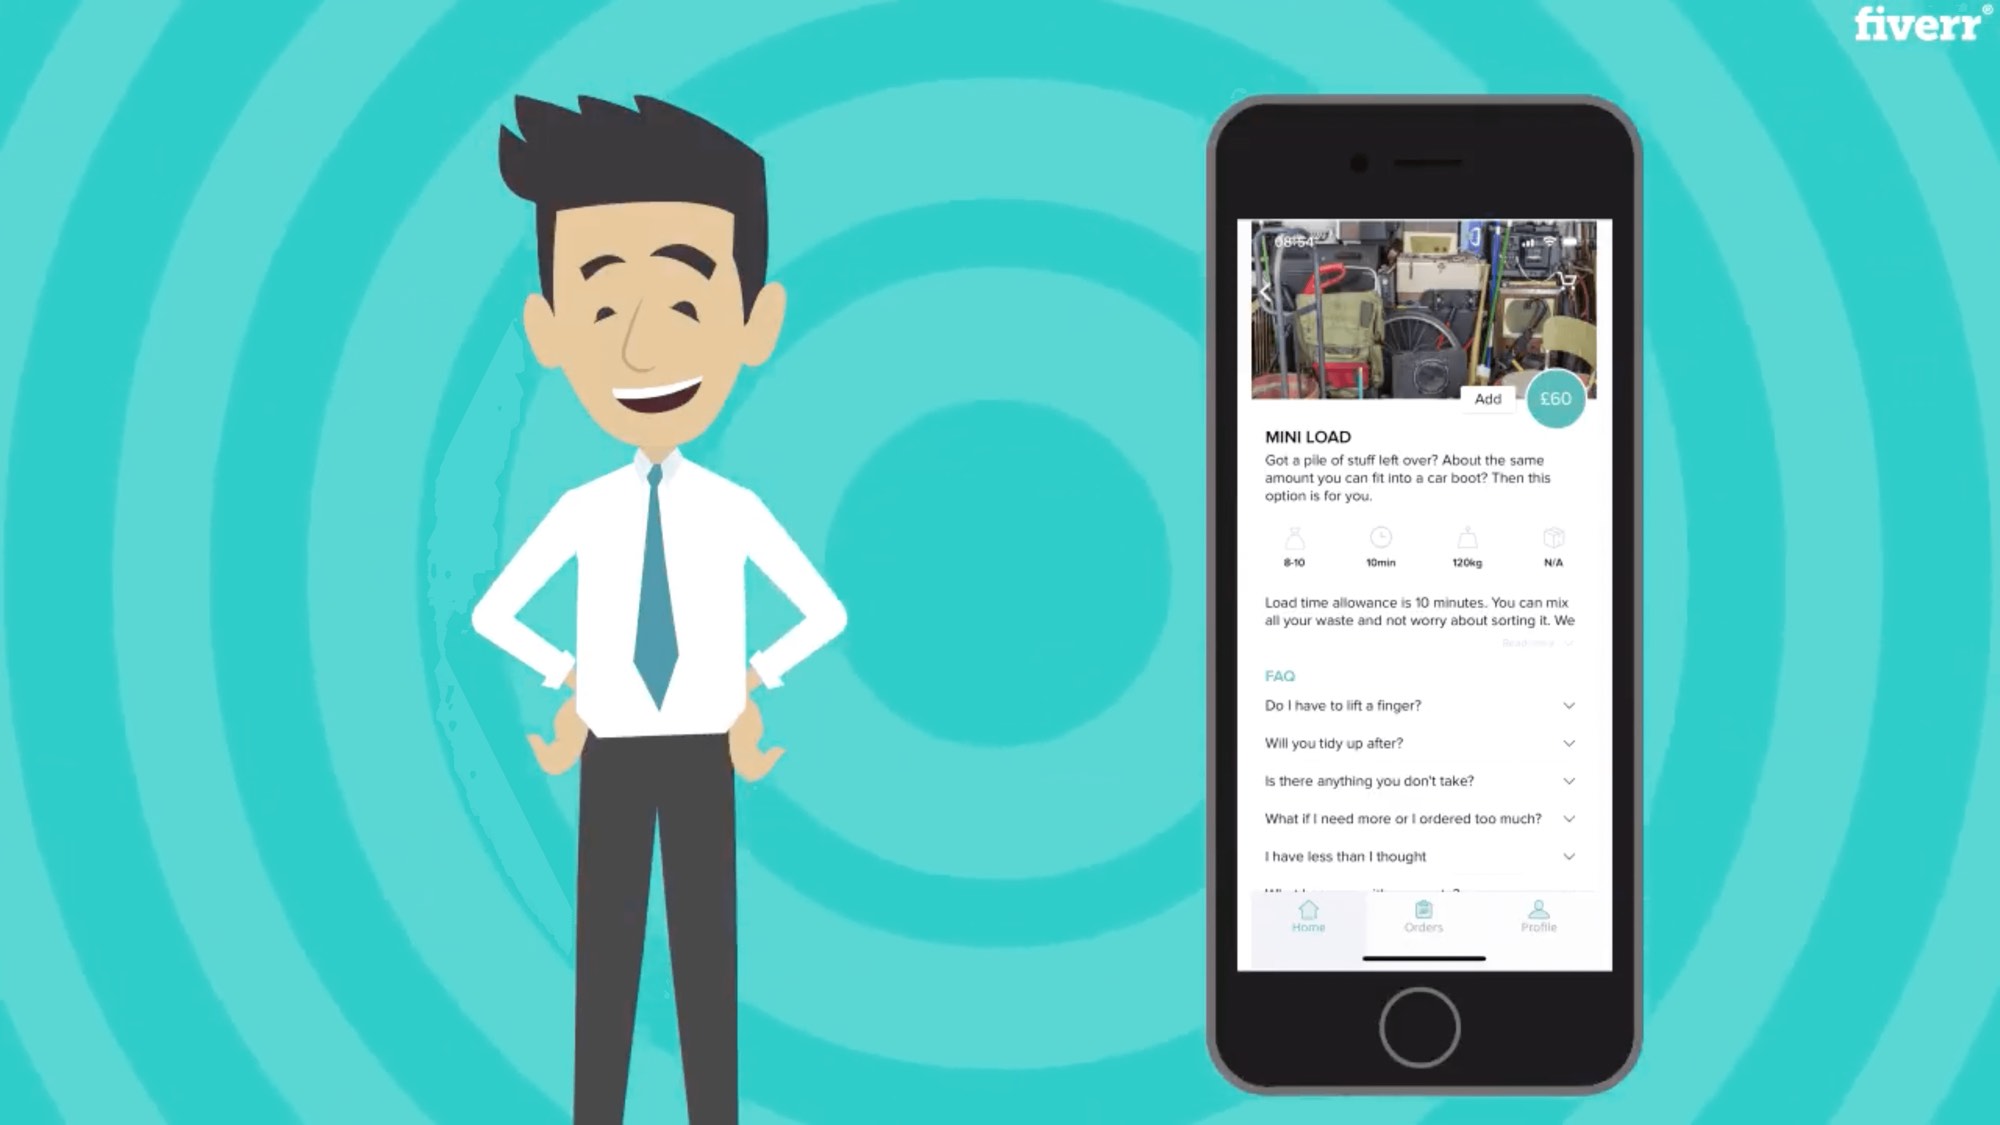 fiverr®
08:54
Add
£60
MINI LOAD
Got a pile of stuff left over? About the same
amount you can fit into a car boot? Then this
option is for you.
8-10
10min
120kg
N/A
Load time allowance is 10 minutes. You can mix
all your waste and not worry about sorting it. We
Read more
FAQ
Do I have to lift a finger?
Will you tidy up after?
Is there anything you don't take?
What if I need more or I ordered too much?
I have less than I thought
Home
Orders
Profile